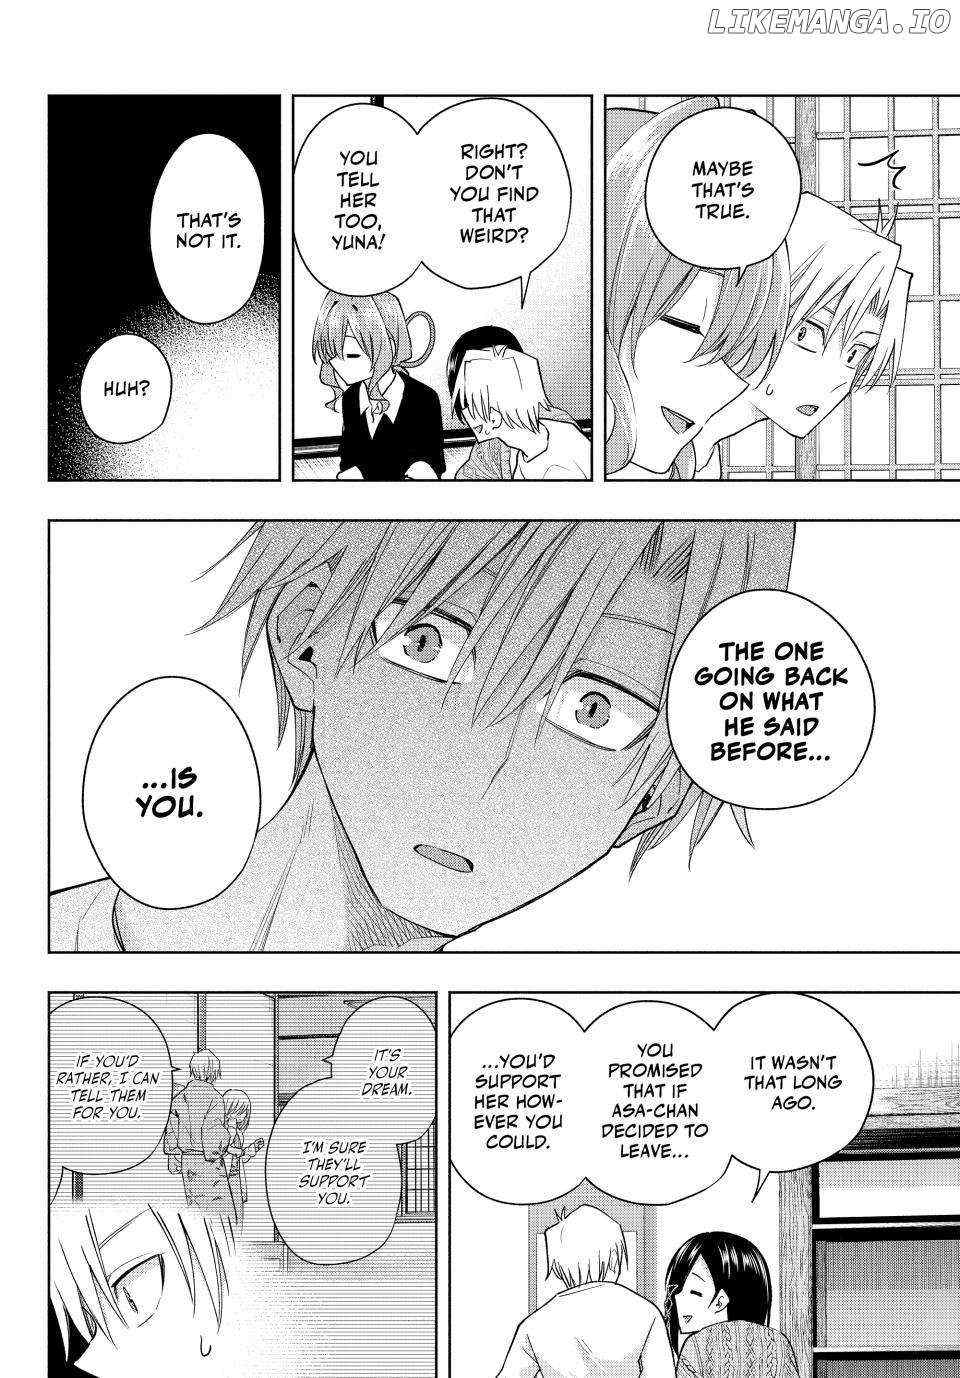 LIKEMANGA.IO
MAYBE
THAT'S
TRUE.
RIGHT?
DON'T
YOU FIND
THAT
WEIRD?
YOU
TELL
HER
TOO,
YUNA!
THAT'S
NOT IT.
HUH?
THE ONE
GOING BACK
ON WHAT
HE SAID
BEFORE...
...IS
YOU.
IT WASN'T
THAT LONG
AGO.
YOU
PROMISED
THAT IF
ASA-CHAN
DECIDED TO
LEAVE...
...YOU'D
SUPPORT
HER HOW-
EVER YOU
COULD.
IT'S
YOUR
DREAM.
I'M SURE
THEY'LL
SUPPORT
YOU.
IF YOU'D
RATHER, I CAN
TELL THEM
FOR YOU.